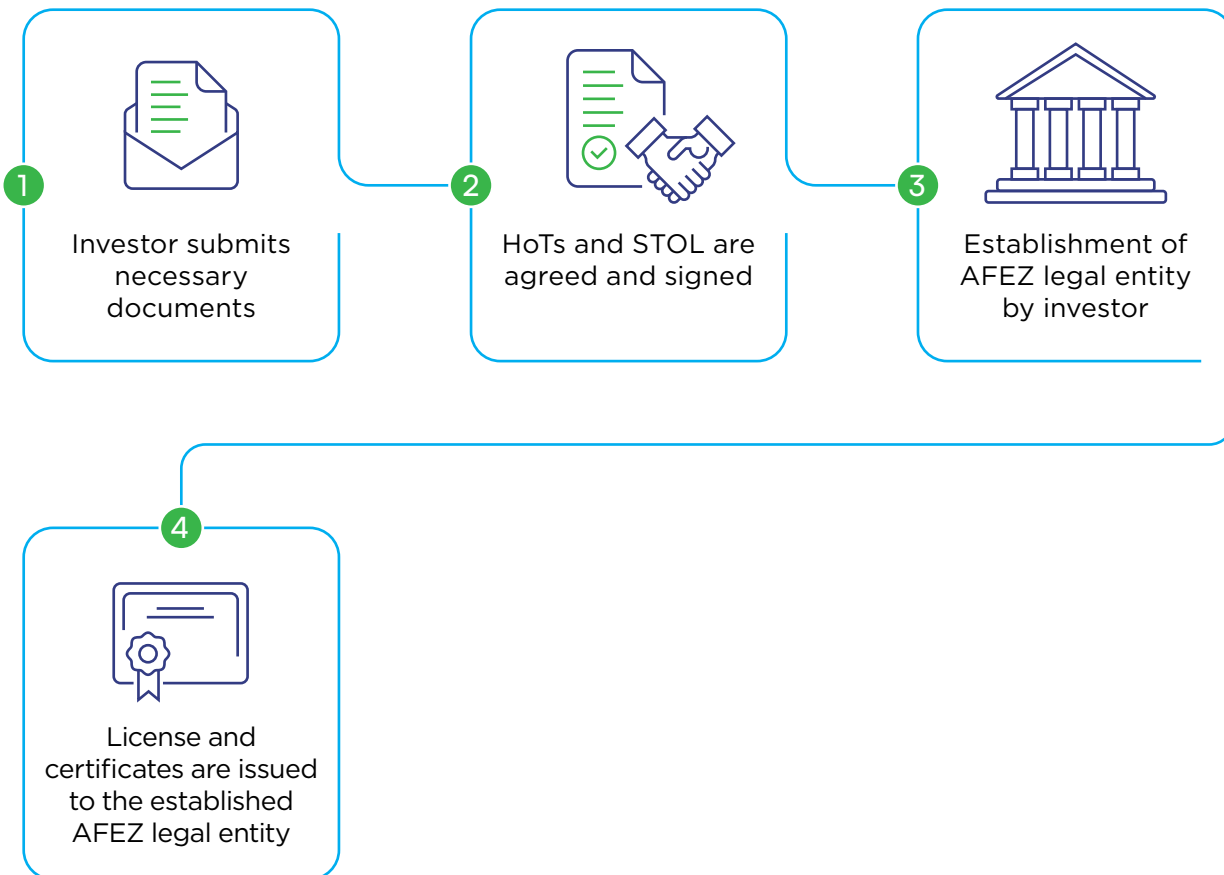 1
Investor submits
necessary
documents
2
HoTs and STOL are
agreed and signed
3
Establishment of
AFEZ legal entity
by investor
4
License and
certificates are issued
to the established
AFEZ legal entity